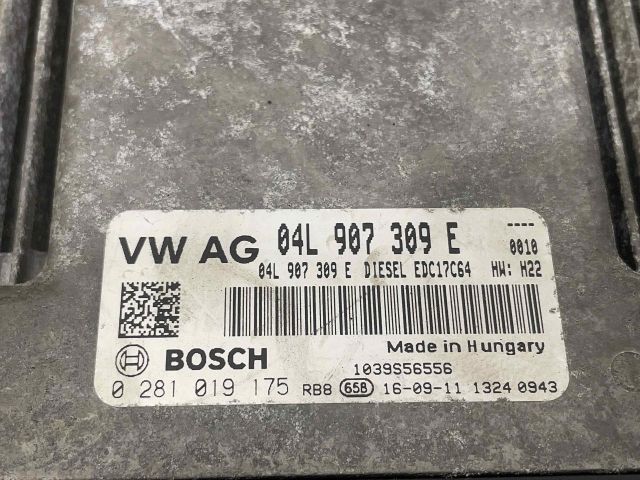 VW AG 04L 907 309 E ----
0010
04L 907 309 E DIESEL EDC17C64 HW: H22
Made in Hungary
BOSCH 1039S56556
0 281 019 175 RB8 65B 16-09-11 1324 0943